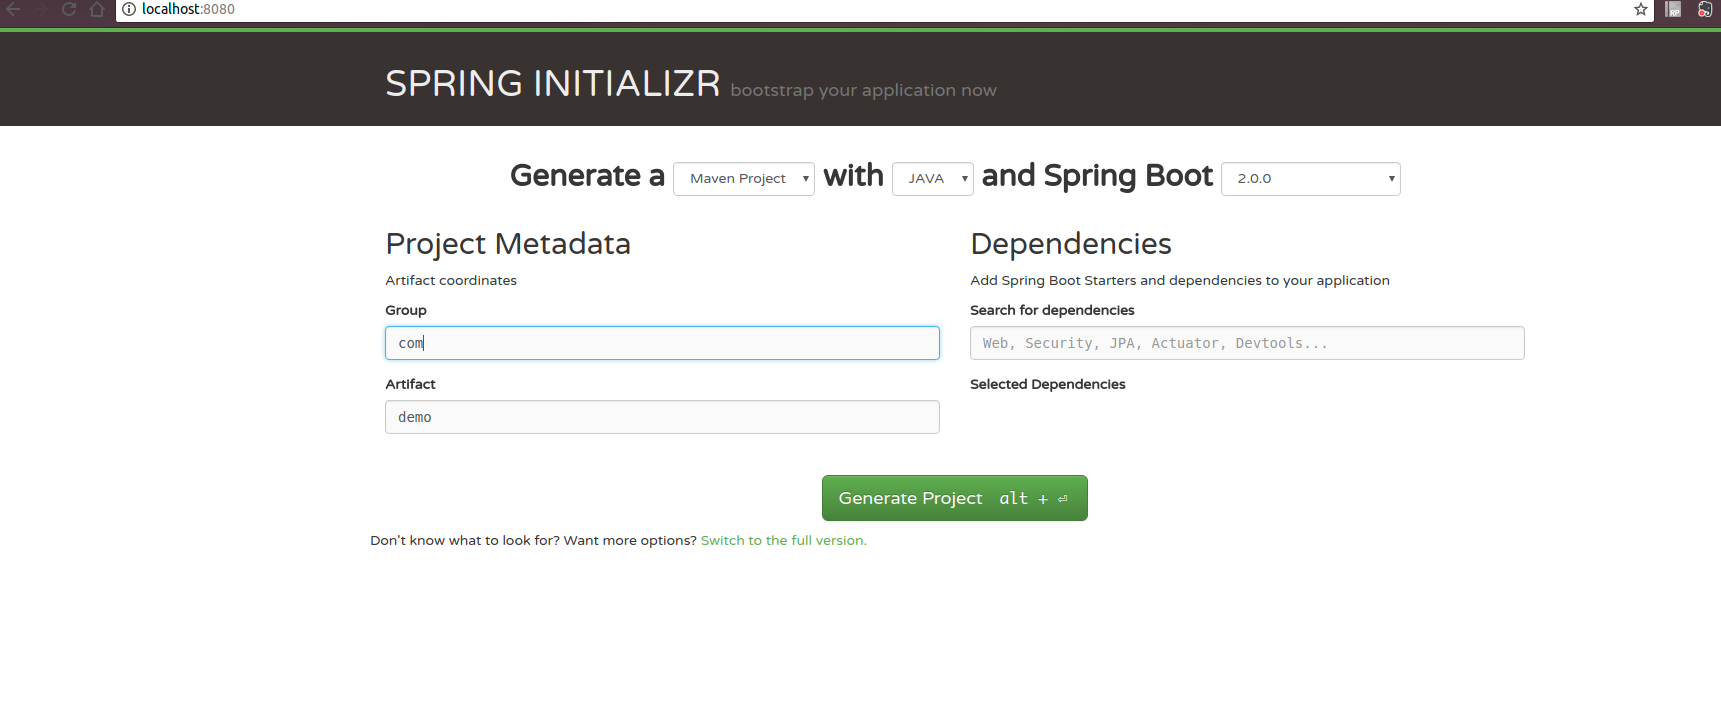 localhost:8080
RP
SPRING INITIALIZR bootstrap your application now
Generate a Maven Project with JAVA and Spring Boot 2.0.0
Project Metadata
Artifact coordinates
Group
com
Artifact
demo
Dependencies
Add Spring Boot Starters and dependencies to your application
Search for dependencies
Web, Security, JPA, Actuator, Devtools...
Selected Dependencies
Generate Project alt + ⏎
Don't know what to look for? Want more options? Switch to the full version.